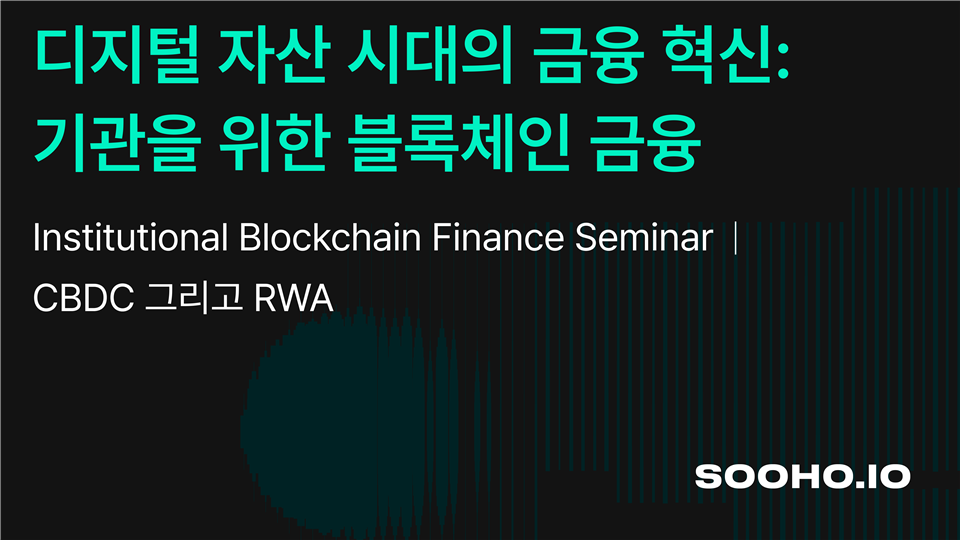 디지털 자산 시대의 금융 혁신:
기관을 위한 블록체인 금융
Institutional Blockchain Finance Seminar |
CBDC 그리고 RWA
SOOHO.IO